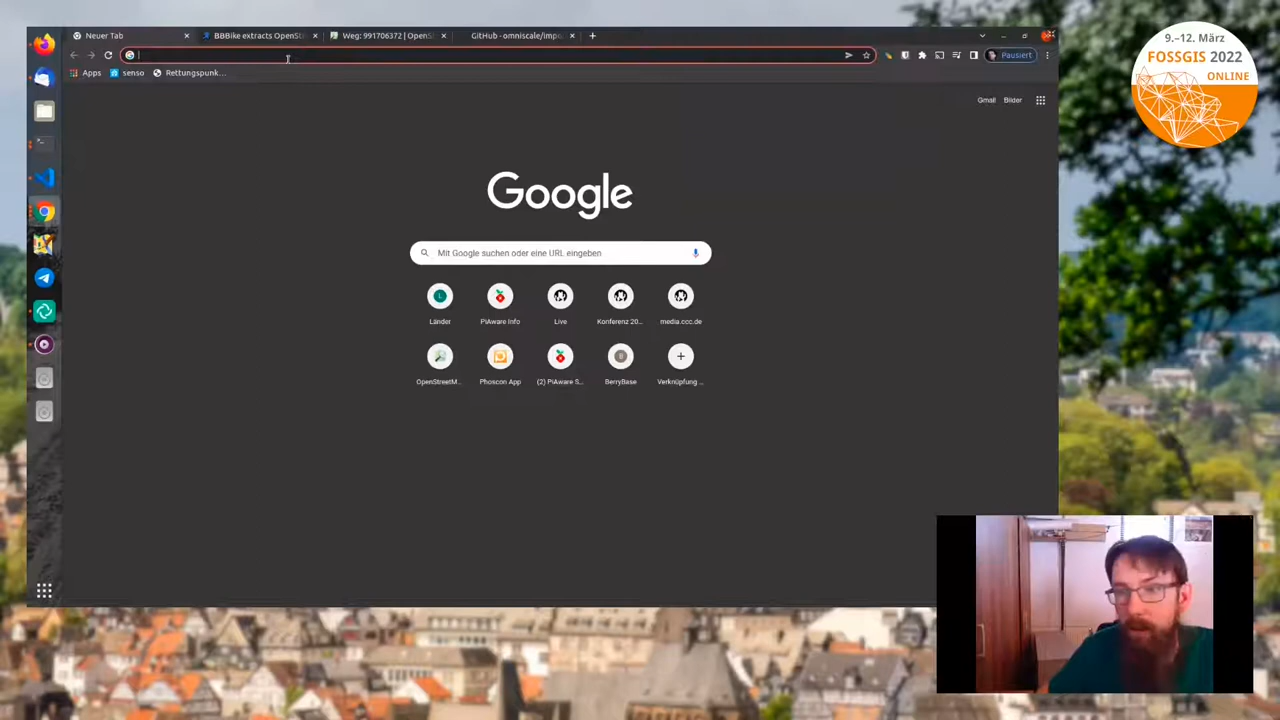 Neuer Tab
BBBike extracts OpenSt
Weg: 991706372 | OpenS
GitHub - omniscale/impo
Pausiert
Apps
senso
Rettungspunk...
Gmail
Bilder
Google
Mit Google suchen oder eine URL eingeben
Länder
PiAware Info
Live
Konferenz 20...
media.ccc.de
OpenStreetM...
Phoscon App
(2) PiAware S...
BerryBase
Verknüpfung ...
9.–12. März
FOSSGIS 2022
ONLINE